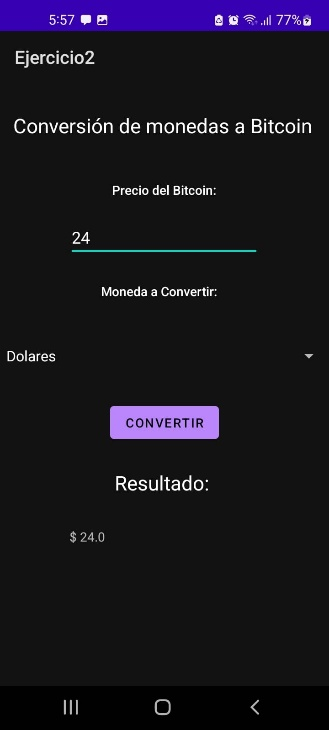 5:57 77%
Ejercicio2
Conversión de monedas a Bitcoin
Precio del Bitcoin:
24
Moneda a Convertir:
Dolares
CONVERTIR
Resultado:
$ 24.0